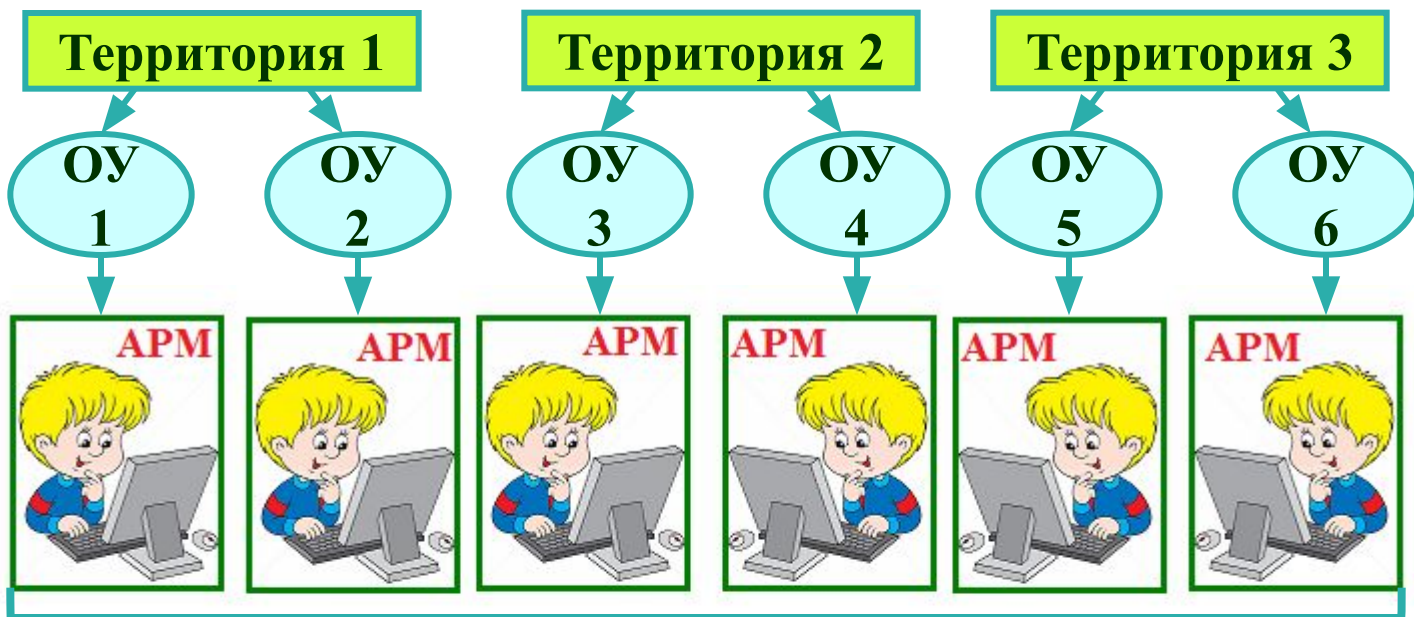 Территория 1
Территория 2
Территория 3
ОУ
1
ОУ
2
ОУ
3
ОУ
4
ОУ
5
ОУ
6
АРМ
АРМ
АРМ
АРМ
АРМ
АРМ